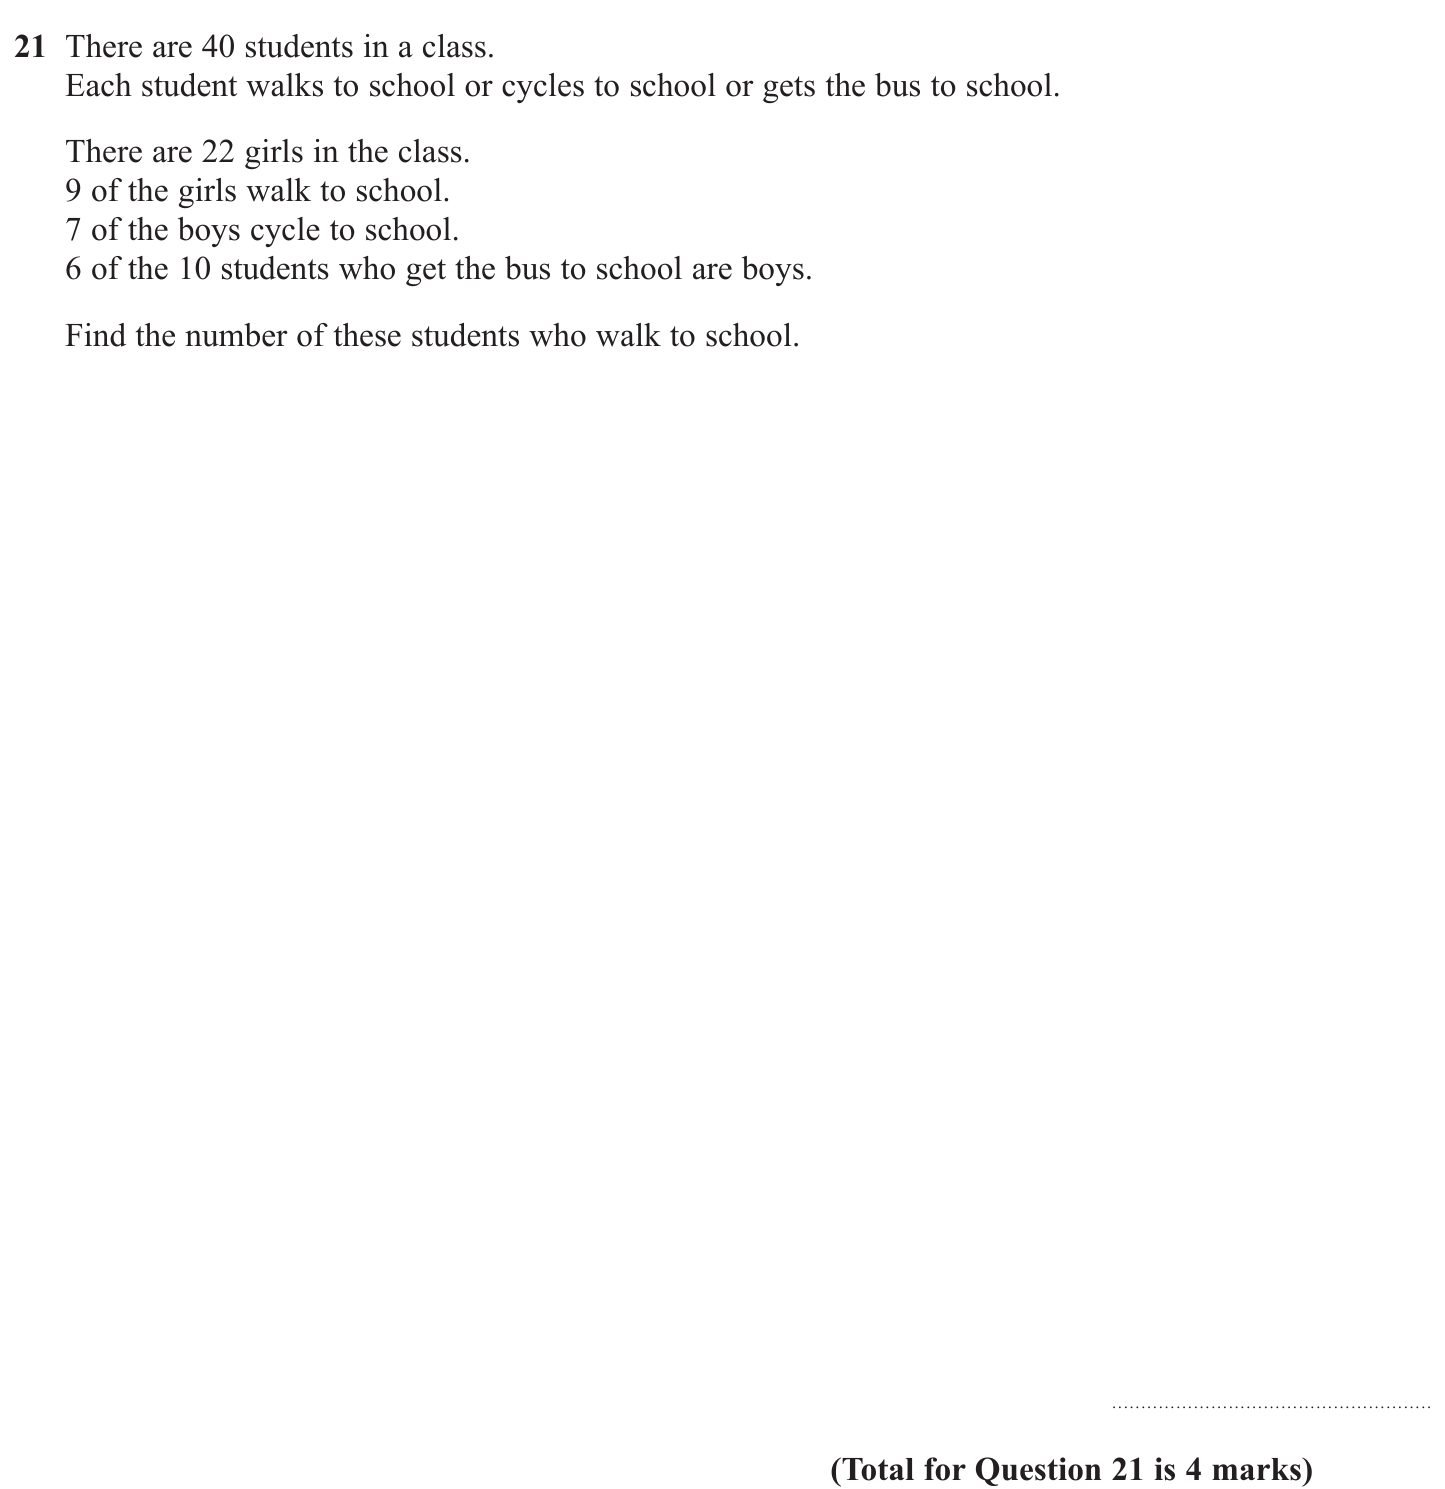 21 There are 40 students in a class.
Each student walks to school or cycles to school or gets the bus to school.
There are 22 girls in the class.
9 of the girls walk to school.
7 of the boys cycle to school.
6 of the 10 students who get the bus to school are boys.
Find the number of these students who walk to school.
(Total for Question 21 is 4 marks)